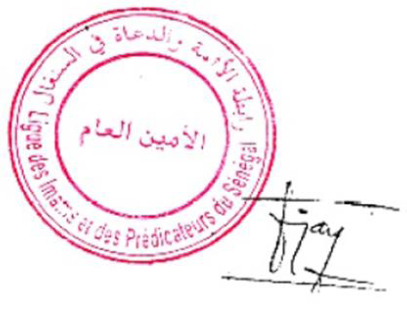 رابطة الأئمة والدعاة في السنغال
الأمين العام
Ligue des Imams et des Prédicateurs du Sénégal